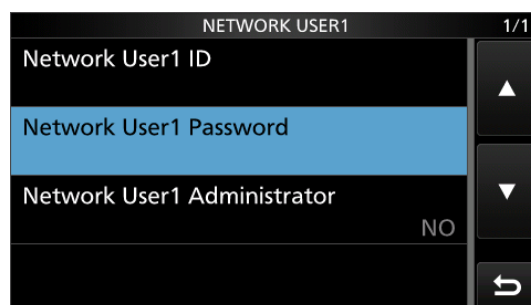 NETWORK USER1 1/1
Network User1 ID
Network User1 Password
Network User1 Administrator
NO